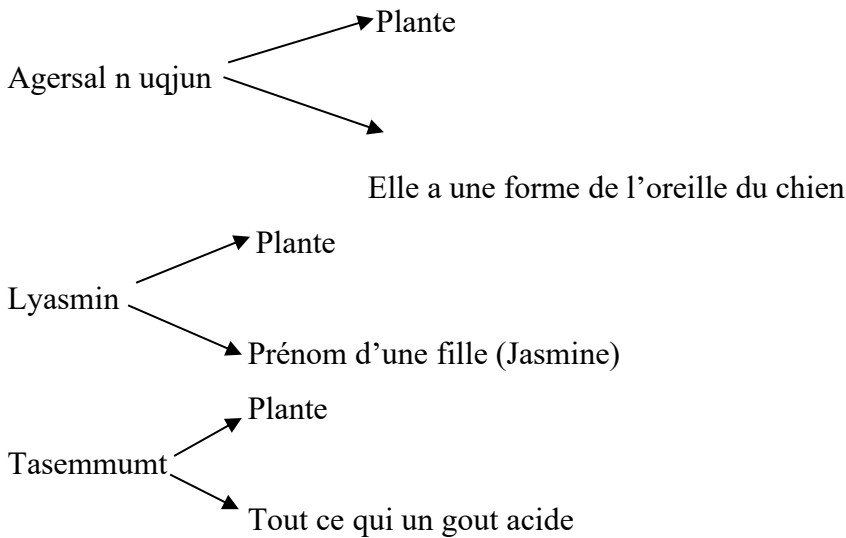 Plante
Agersal n uqjun
Elle a une forme de l’oreille du chien
Plante
Lyasmin
Prénom d’une fille (Jasmine)
Plante
Tasemmumt
Tout ce qui un gout acide